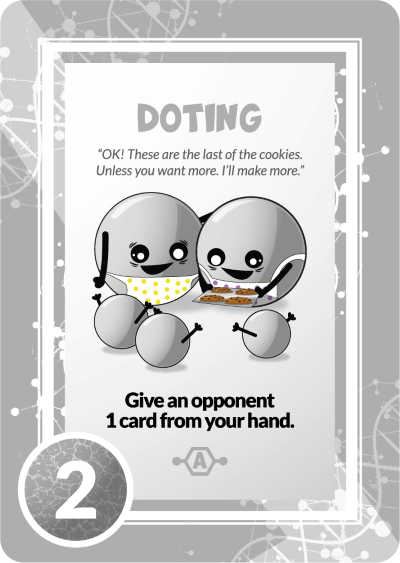 DOTING
“OK! These are the last of the cookies.
Unless you want more. I’ll make more.”
Give an opponent
1 card from your hand.
A
2